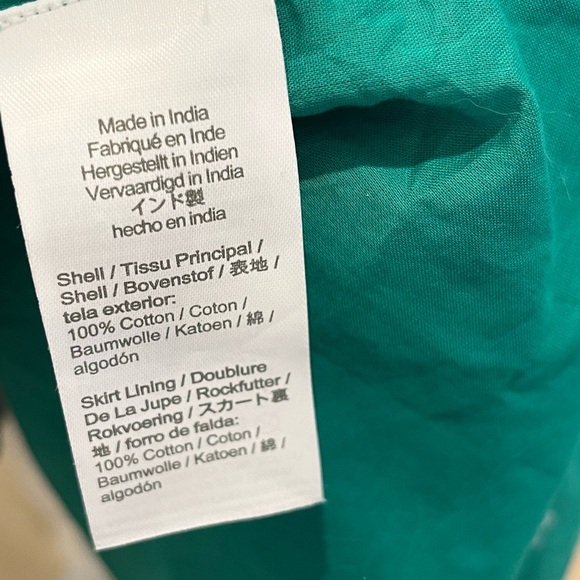 Made in India
Fabriqué en Inde
Hergestellt in Indien
Vervaardigd in India
インド製
hecho en india
Shell / Tissu Principal /
Shell / Bovenstof / 表地 /
tela exterior:
100% Cotton / Coton /
Baumwolle / Katoen / 綿 /
algodón
Skirt Lining / Doublure
De La Jupe / Rockfutter /
Rokvoering / スカート裏
地 / forro de falda:
100% Cotton / Coton /
Baumwolle / Katoen / 綿 /
algodón